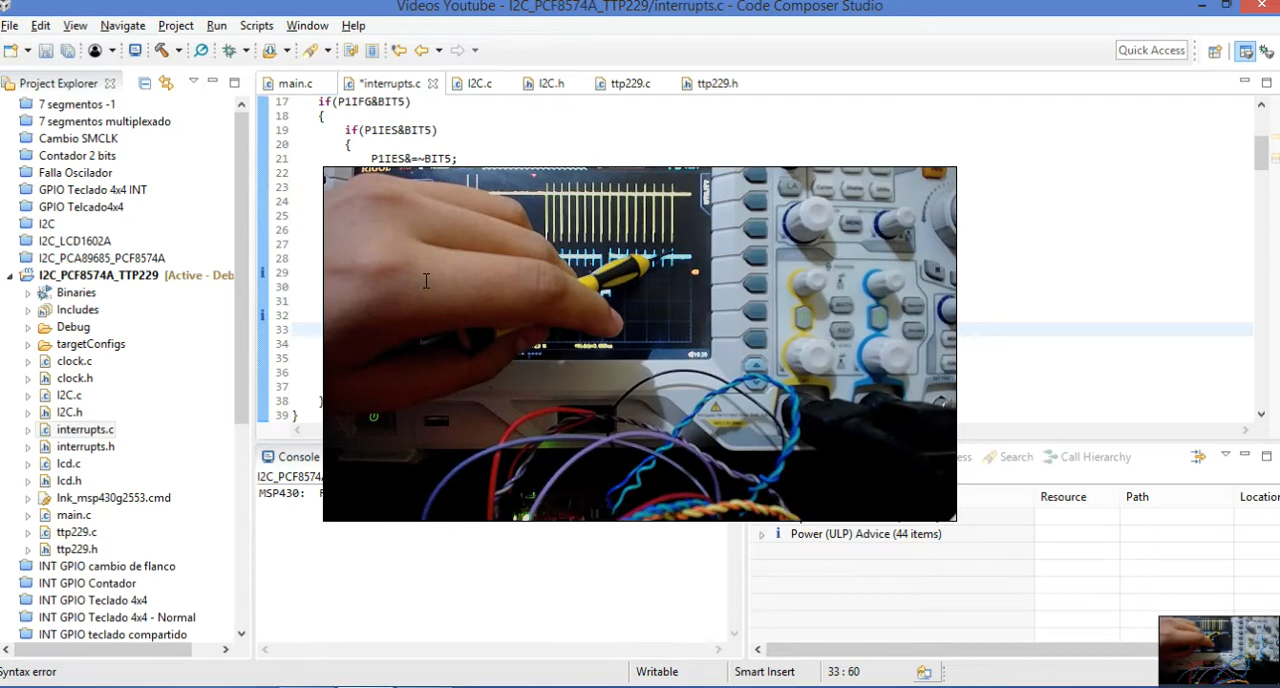 Videos Youtube - I2C_PCF8574A_TTP229/interrupts.c - Code Composer Studio
File Edit View Navigate Project Run Scripts Window Help
Quick Access
Project Explorer
main.c *interrupts.c I2C.c I2C.h ttp229.c ttp229.h
7 segmentos -1
7 segmentos multiplexado
Cambio SMCLK
Contador 2 bits
Falla Oscilador
GPIO Teclado 4x4 INT
GPIO Telcado4x4
I2C
I2C_LCD1602A
I2C_PCA89685_PCF8574A
I2C_PCF8574A_TTP229 [Active - Deb
Binaries
Includes
Debug
targetConfigs
clock.c
clock.h
I2C.c
I2C.h
interrupts.c
interrupts.h
lcd.c
lcd.h
lnk_msp430g2553.cmd
main.c
ttp229.c
ttp229.h
INT GPIO cambio de flanco
INT GPIO Contador
INT GPIO Teclado 4x4
INT GPIO Teclado 4x4 - Normal
INT GPIO teclado compartido
17 if(P1IFG&BIT5)
18 {
19 if(P1IES&BIT5)
20 {
21 P1IES&=~BIT5;
22
23
24
25
26
27
28
29
30
31
32
33
34
35
36
37
38 }
39 }
RIGOL
UTILITY
MENU
Console
I2C_PCF8574A
MSP430:
Search Call Hierarchy
Resource Path Location
Power (ULP) Advice (44 items)
Syntax error
Writable
Smart Insert
33 : 60